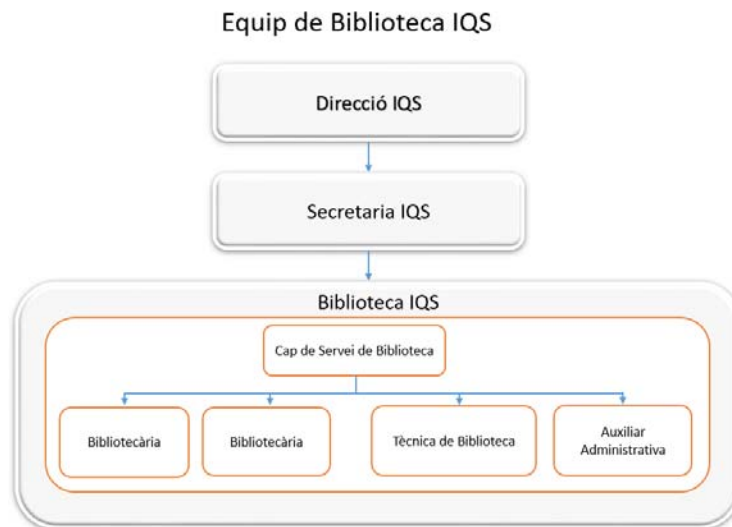 Equip de Biblioteca IQS
Direcció IQS
Secretaria IQS
Biblioteca IQS
Cap de Servei de Biblioteca
Bibliotecària
Bibliotecària
Tècnica de Biblioteca
Auxiliar
Administrativa